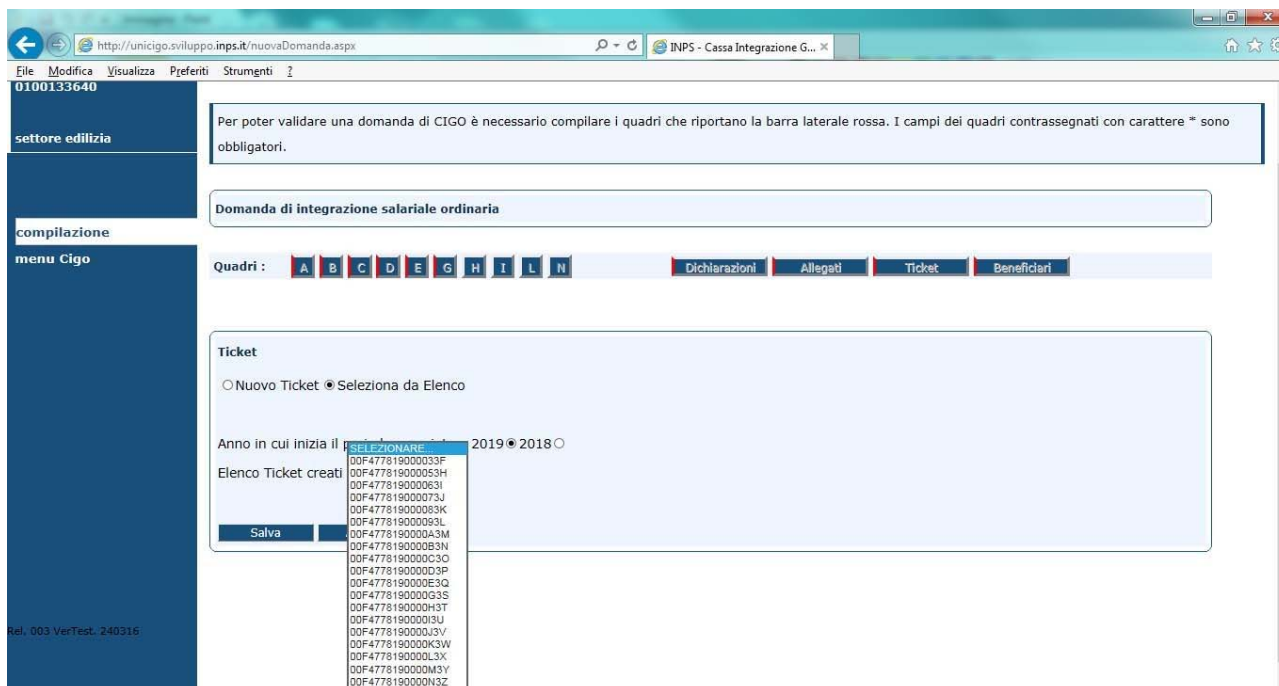 http://unicigo.sviluppo.inps.it/nuovaDomanda.aspx
INPS - Cassa Integrazione G...
File Modifica Visualizza Preferiti Strumenti ?
0100133640
settore edilizia
compilazione
menu Cigo
Rel. 003 VerTest. 240316
Per poter validare una domanda di CIGO è necessario compilare i quadri che riportano la barra laterale rossa. I campi dei quadri contrassegnati con carattere * sono
obbligatori.
Domanda di integrazione salariale ordinaria
Quadri : A B C D E G H I L N Dichiarazioni Allegati Ticket Beneficiari
Ticket
Nuovo Ticket Seleziona da Elenco
Anno in cui inizia il 2019 2018
Elenco Ticket creati
SELEZIONARE...
00F477819000033F
00F477819000053H
00F477819000063I
00F477819000073J
00F477819000083K
00F477819000093L
00F4778190000A3M
00F4778190000B3N
00F4778190000C3O
00F4778190000D3P
00F4778190000E3Q
00F4778190000G3S
00F4778190000H3T
00F4778190000I3U
00F4778190000J3V
00F4778190000K3W
00F4778190000L3X
00F4778190000M3Y
00F4778190000N3Z
Salva